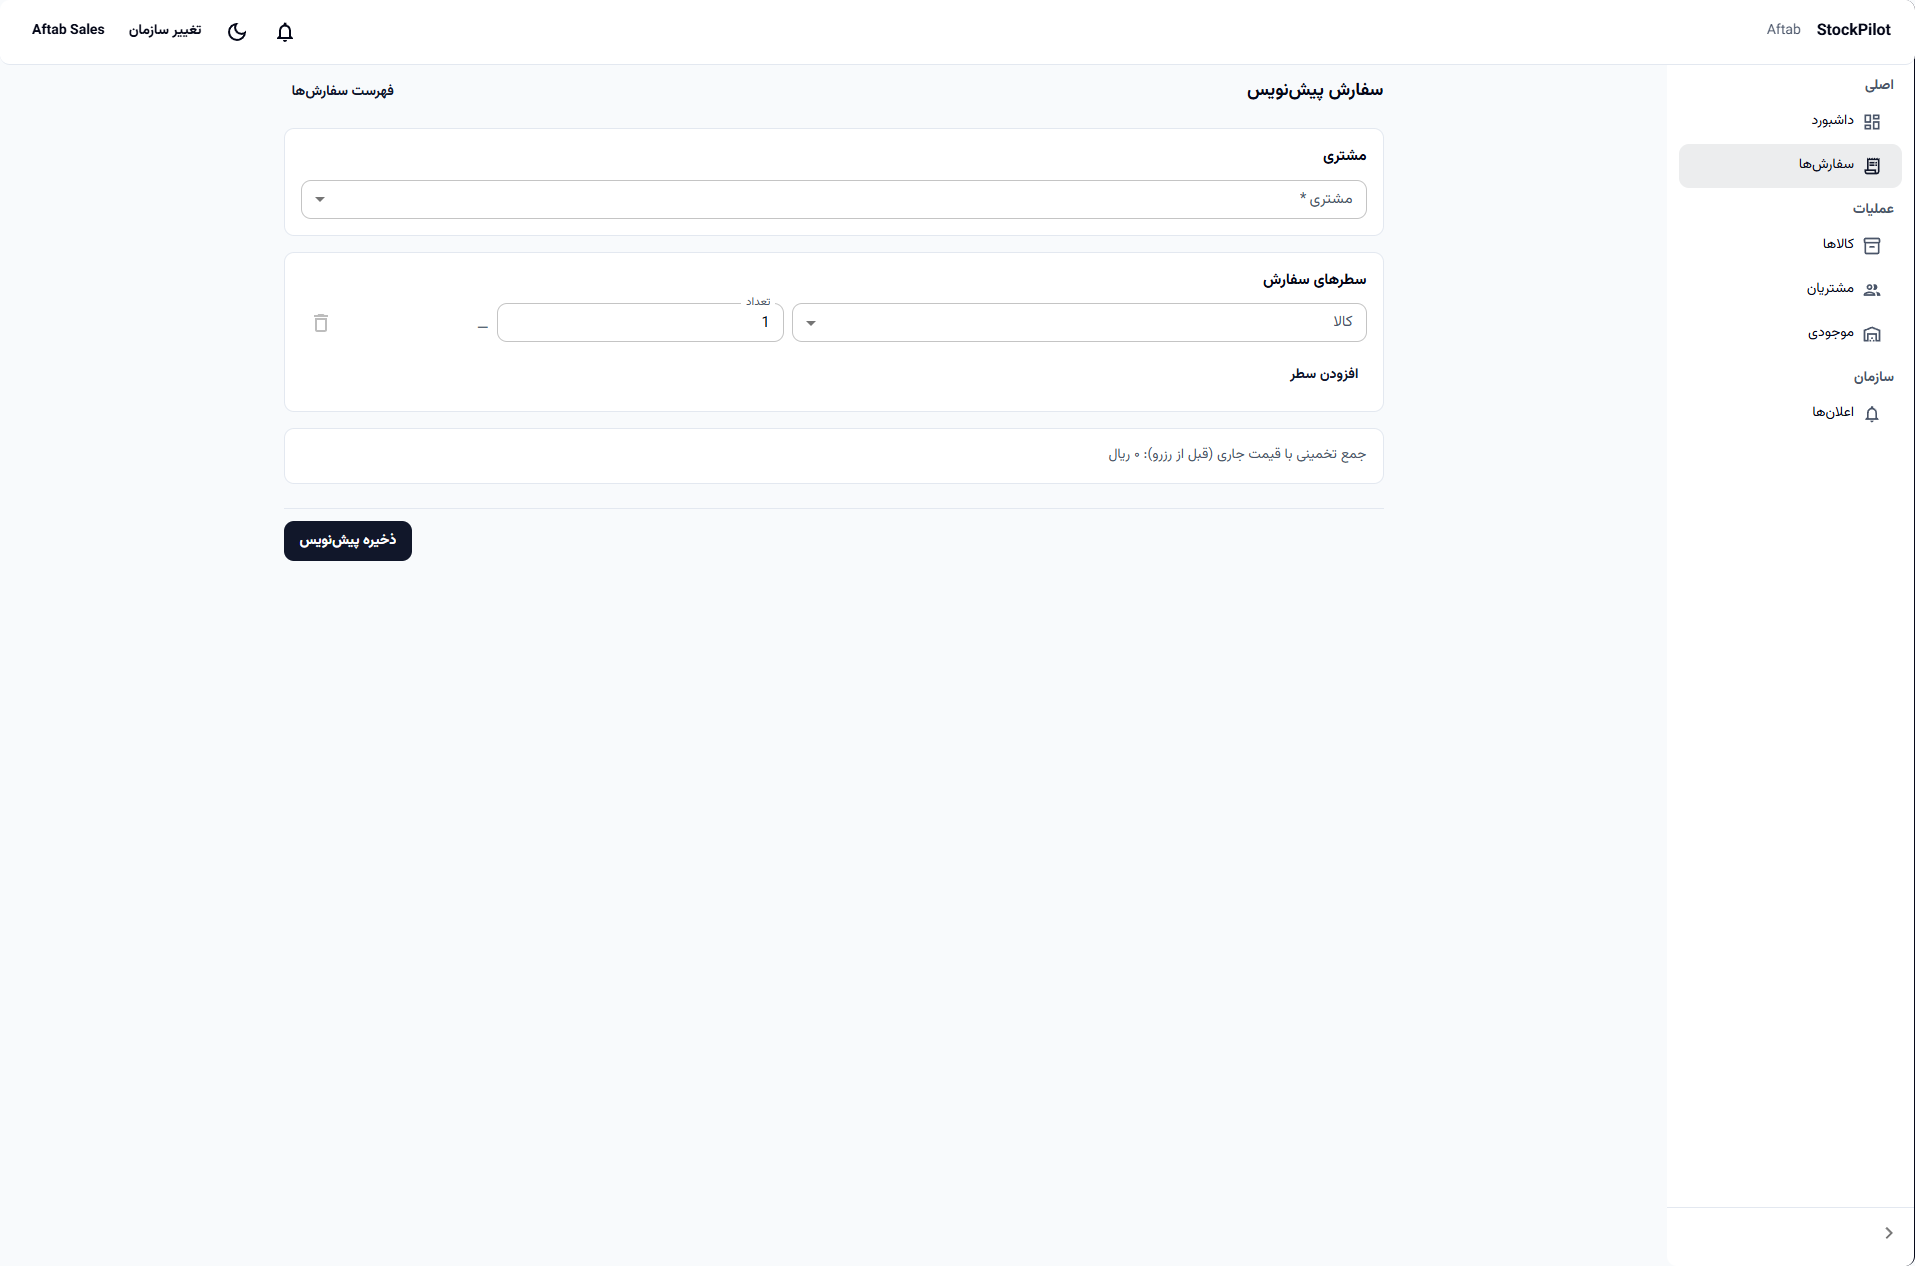 StockPilot Aftab
تغییر سازمان Aftab Sales
اصلی
داشبورد
سفارش‌ها
عملیات
کالاها
مشتریان
موجودی
سازمان
اعلان‌ها
سفارش پیش‌نویس
فهرست سفارش‌ها
مشتری
مشتری *
سطرهای سفارش
کالا
تعداد
1
–
افزودن سطر
جمع تخمینی با قیمت جاری (قبل از رزرو): ۰ ریال
ذخیره پیش‌نویس